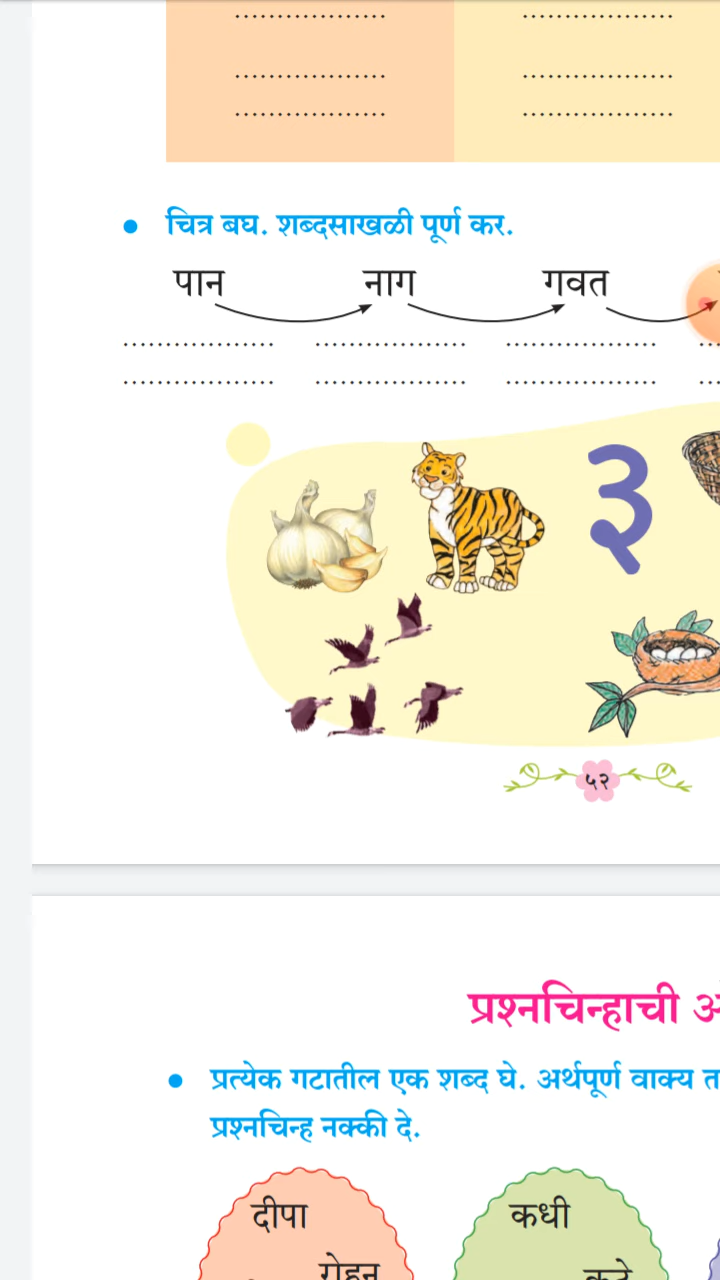 चित्र बघ. शब्दसाखळी पूर्ण कर.
पान नाग गवत
३
५२
प्रश्नचिन्हाची
प्रत्येक गटातील एक शब्द घे. अर्थपूर्ण वाक्य
प्रश्नचिन्ह नक्की दे.
दीपा कधी
रोहन